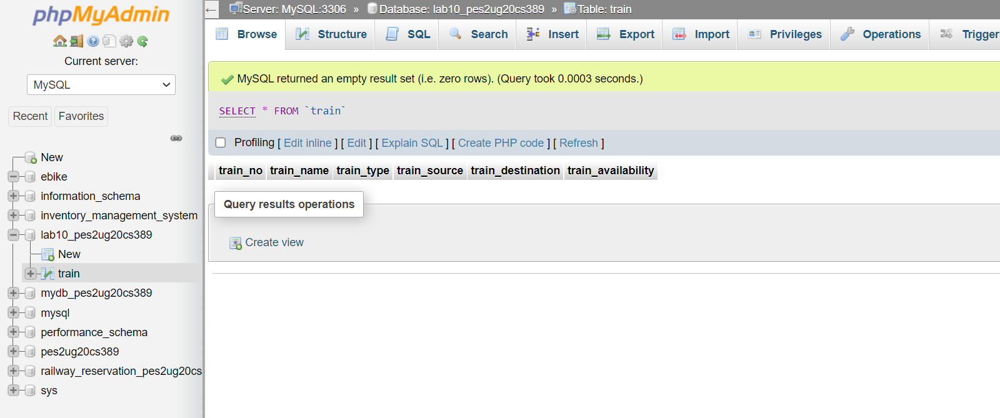 phpMyAdmin
Current server:
MySQL
Recent
Favorites
New
ebike
information_schema
inventory_management_system
lab10_pes2ug20cs389
New
train
mydb_pes2ug20cs389
mysql
performance_schema
pes2ug20cs389
railway_reservation_pes2ug20cs
sys
Server: MySQL:3306 » Database: lab10_pes2ug20cs389 » Table: train
Browse Structure SQL Search Insert Export Import Privileges Operations Trigger
MySQL returned an empty result set (i.e. zero rows). (Query took 0.0003 seconds.)
SELECT * FROM `train`
Profiling [ Edit inline ] [ Edit ] [ Explain SQL ] [ Create PHP code ] [ Refresh ]
train_no train_name train_type train_source train_destination train_availability
Query results operations
Create view